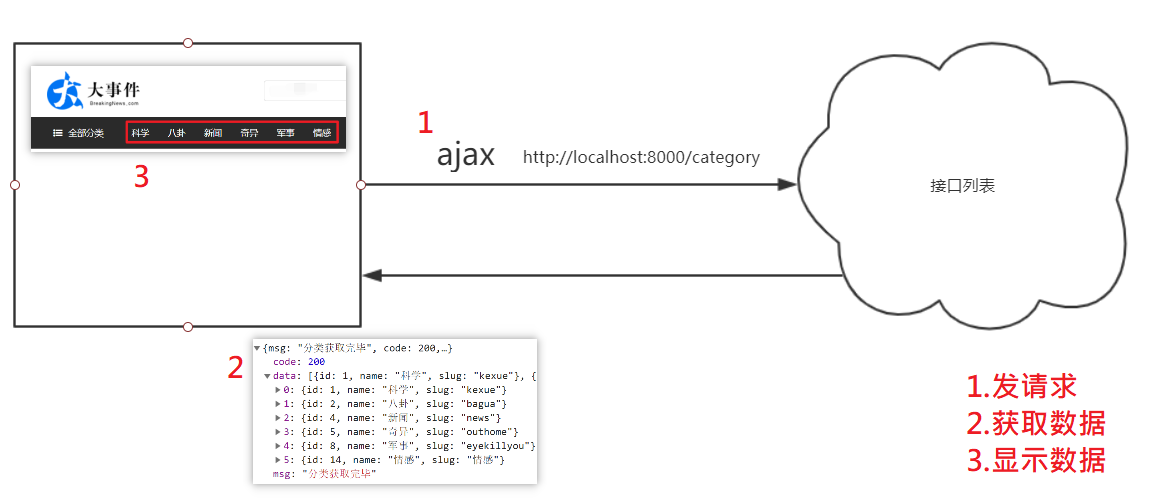 大事件
BreakingNews_com
全部分类 科学 八卦 新闻 奇异 军事 情感
3
1
ajax http://localhost:8000/category
接口列表
2
{msg: "分类获取完毕", code: 200,…}
code: 200
data: [{id: 1, name: "科学", slug: "kexue"}, {
0: {id: 1, name: "科学", slug: "kexue"}
1: {id: 2, name: "八卦", slug: "bagua"}
2: {id: 4, name: "新闻", slug: "news"}
3: {id: 5, name: "奇异", slug: "outhome"}
4: {id: 8, name: "军事", slug: "eyekillyou"}
5: {id: 14, name: "情感", slug: "情感"}
msg: "分类获取完毕"
1.发请求
2.获取数据
3.显示数据